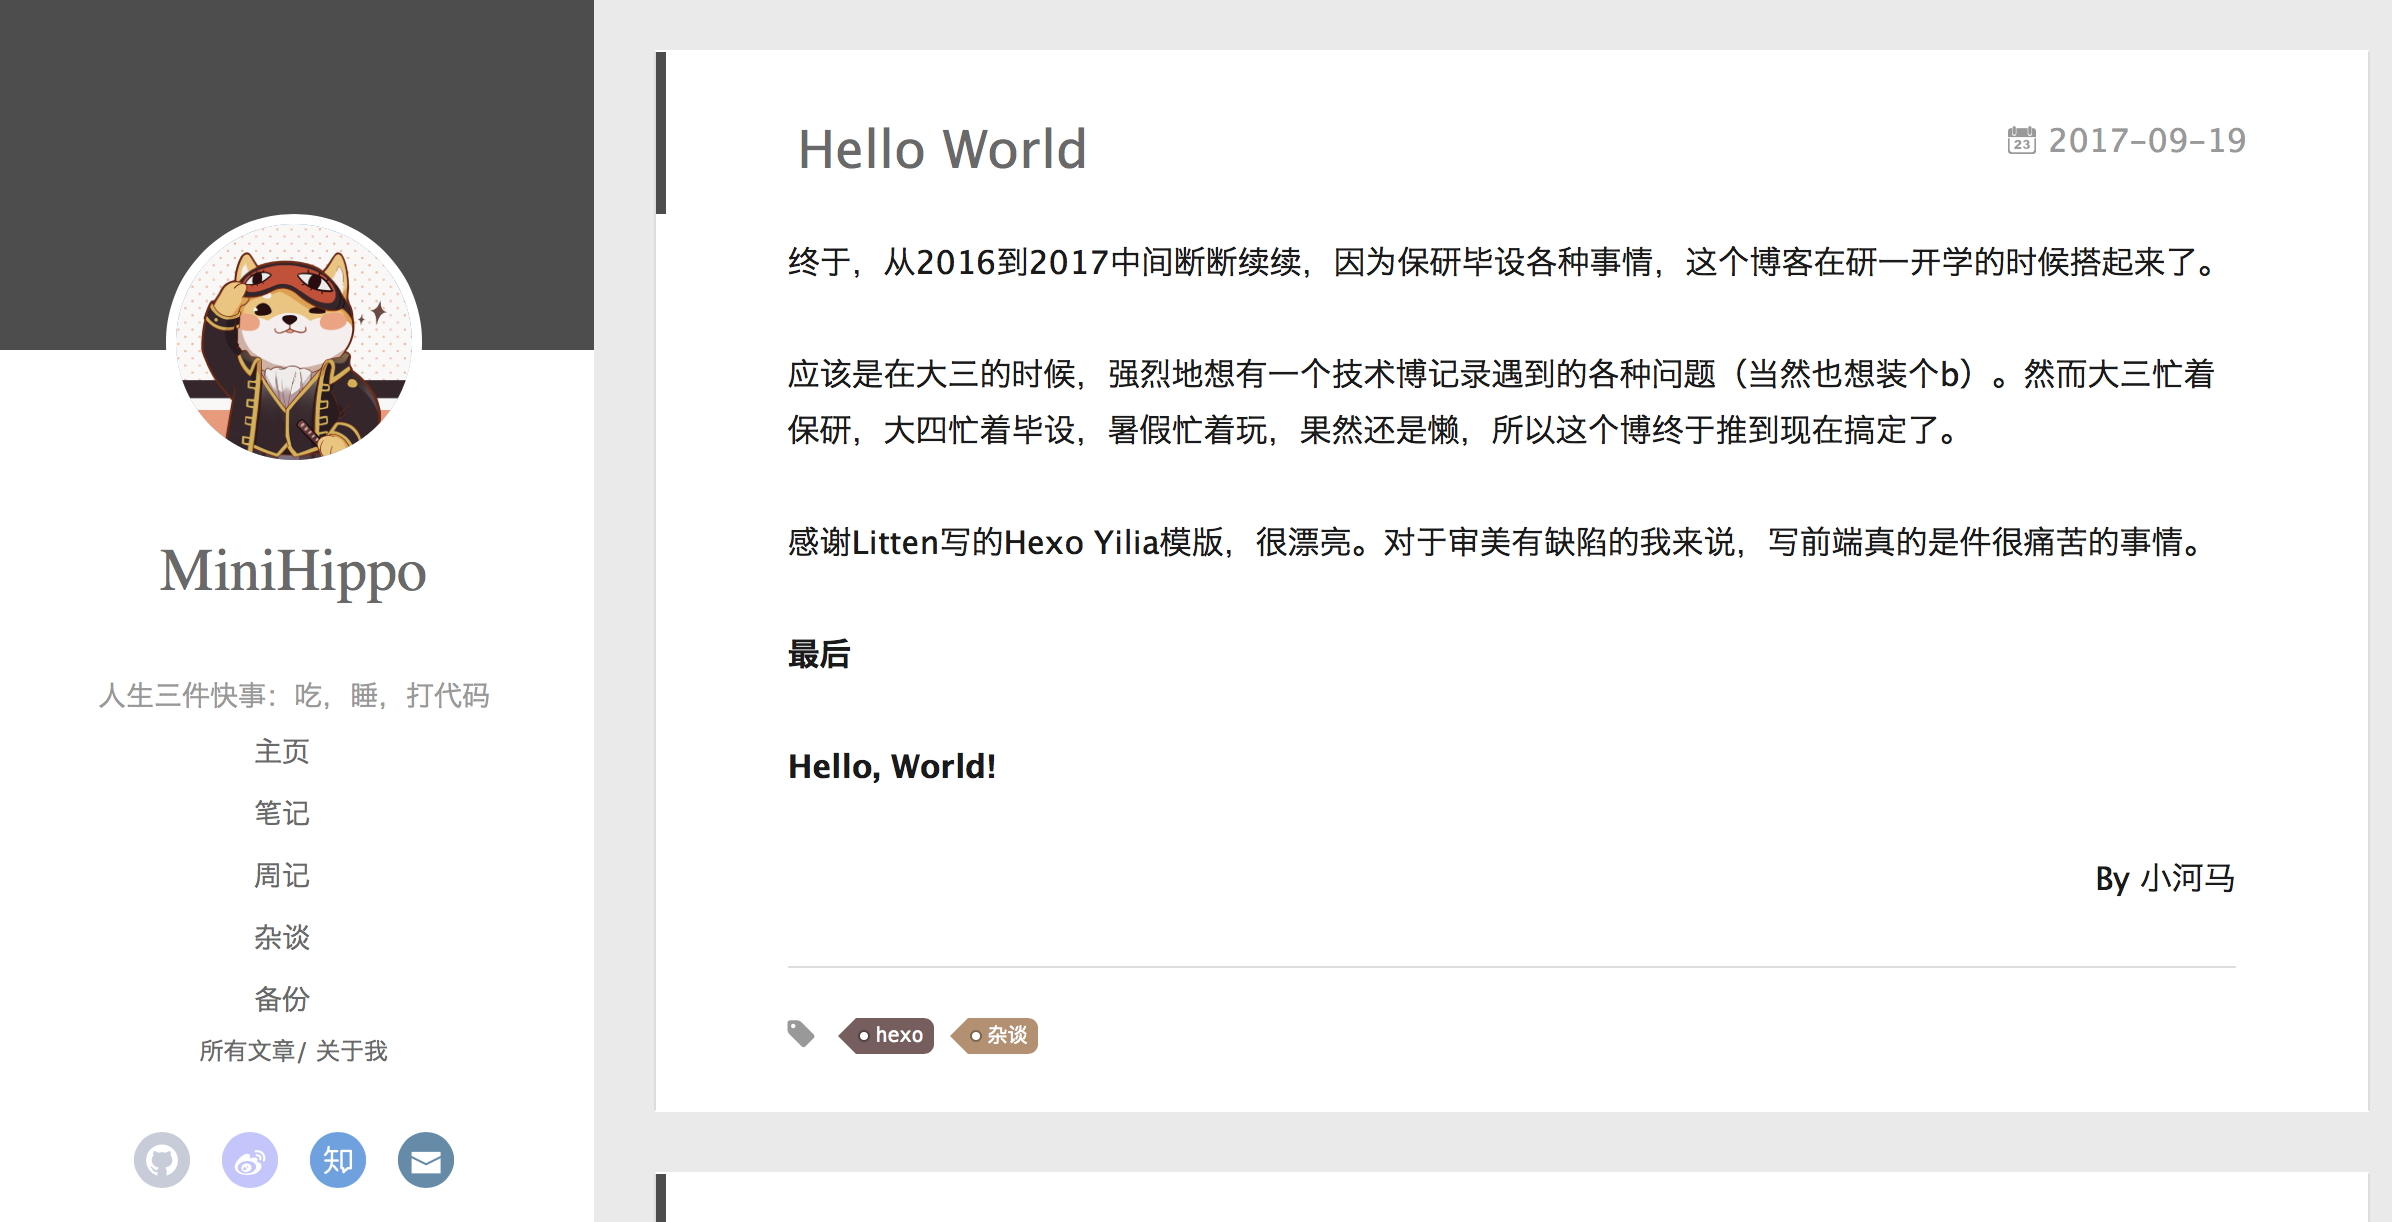 MiniHippo
人生三件快事：吃，睡，打代码
主页
笔记
周记
杂谈
备份
所有文章/ 关于我
知
Hello World
23 2017-09-19
终于，从2016到2017中间断断续续，因为保研毕设各种事情，这个博客在研一开学的时候搭起来了。
应该是在大三的时候，强烈地想有一个技术博记录遇到的各种问题（当然也想装个b）。然而大三忙着
保研，大四忙着毕设，暑假忙着玩，果然还是懒，所以这个博终于推到现在搞定了。
感谢Litten写的Hexo Yilia模版，很漂亮。对于审美有缺陷的我来说，写前端真的是件很痛苦的事情。
最后
Hello, World!
By 小河马
hexo 杂谈